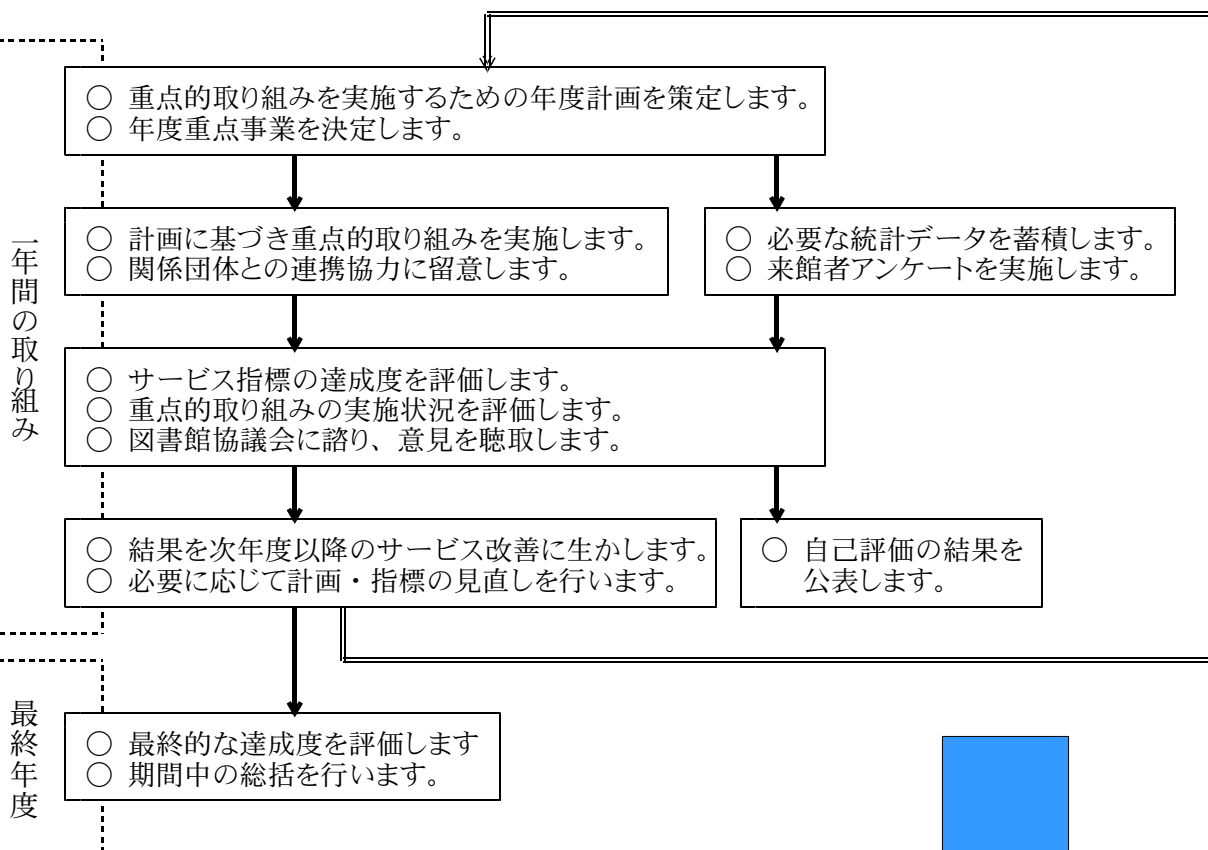 ○ 重点的取り組みを実施するための年度計画を策定します。
○ 年度重点事業を決定します。
一年間の取り組み
○ 計画に基づき重点的取り組みを実施します。
○ 関係団体との連携協力に留意します。
○ 必要な統計データを蓄積します。
○ 来館者アンケートを実施します。
○ サービス指標の達成度を評価します。
○ 重点的取り組みの実施状況を評価します。
○ 図書館協議会に諮り、意見を聴取します。
○ 結果を次年度以降のサービス改善に生かします。
○ 必要に応じて計画・指標の見直しを行います。
○ 自己評価の結果を
公表します。
最終年度
○ 最終的な達成度を評価します
○ 期間中の総括を行います。